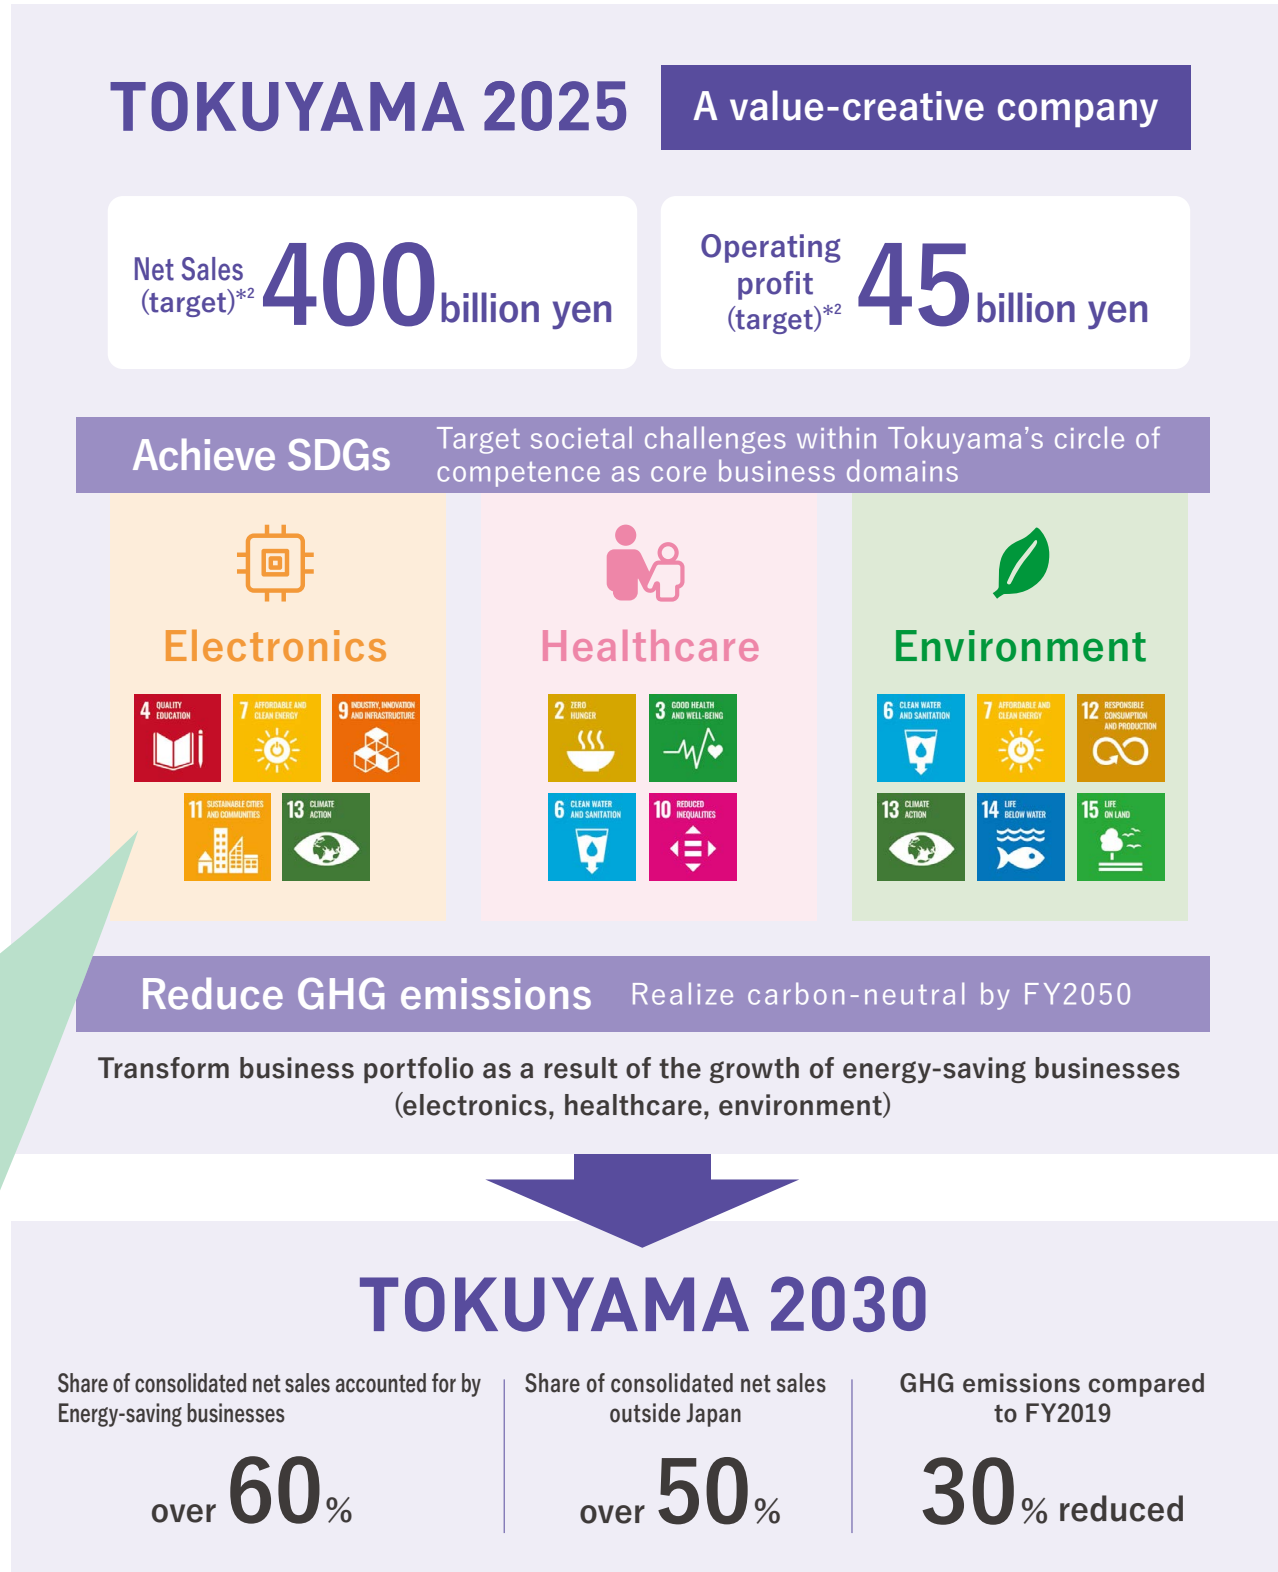 TOKUYAMA 2025
A value-creative company
Net Sales
(target)*2
400 billion yen
Operating
profit
(target)*2
45 billion yen
Achieve SDGs
Target societal challenges within Tokuyama's circle of
competence as core business domains
Electronics
4 QUALITY
EDUCATION
7 AFFORDABLE AND
CLEAN ENERGY
9 INDUSTRY, INNOVATION
AND INFRASTRUCTURE
11 SUSTAINABLE CITIES
AND COMMUNITIES
13 CLIMATE
ACTION
Healthcare
2 ZERO
HUNGER
3 GOOD HEALTH
AND WELL-BEING
6 CLEAN WATER
AND SANITATION
10 REDUCED
INEQUALITIES
Environment
6 CLEAN WATER
AND SANITATION
7 AFFORDABLE AND
CLEAN ENERGY
12 RESPONSIBLE
CONSUMPTION
AND PRODUCTION
13 CLIMATE
ACTION
14 LIFE
BELOW WATER
15 LIFE
ON LAND
Reduce GHG emissions
Realize carbon-neutral by FY2050
Transform business portfolio as a result of the growth of energy-saving businesses
(electronics, healthcare, environment)
TOKUYAMA 2030
Share of consolidated net sales accounted for by
Energy-saving businesses
over 60%
Share of consolidated net sales
outside Japan
over 50%
GHG emissions compared
to FY2019
30% reduced